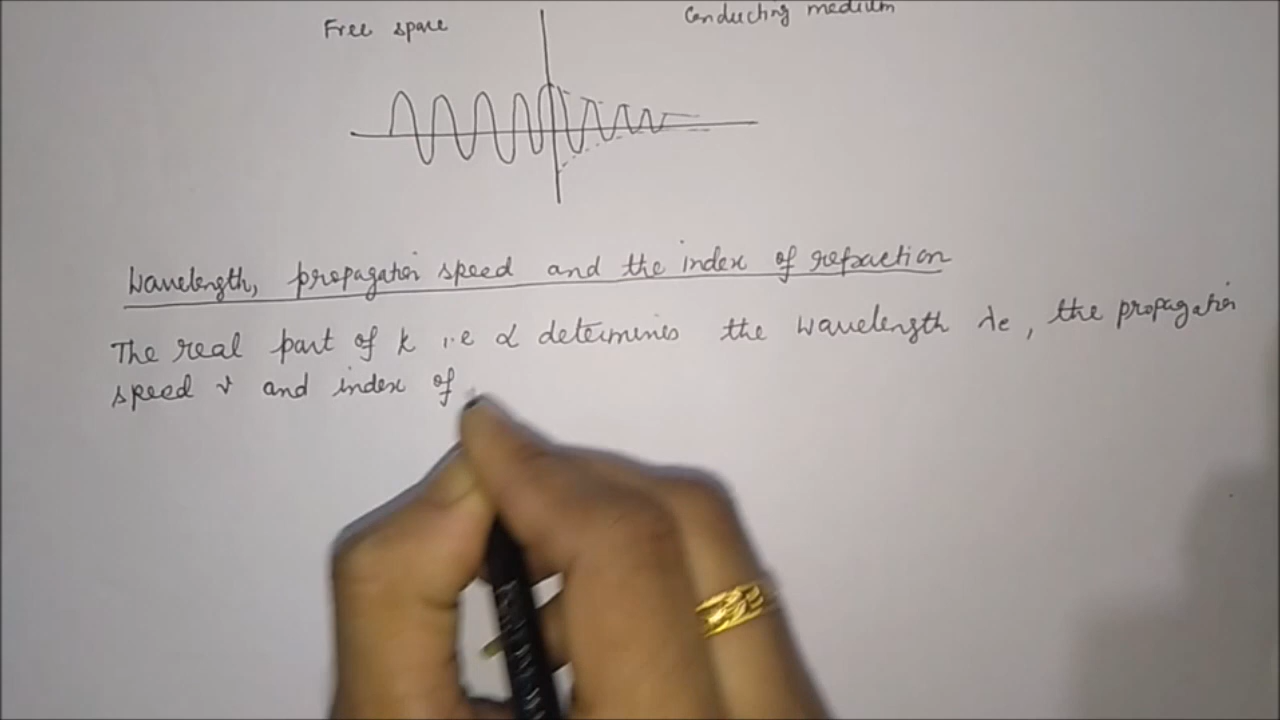 Free space
Conducting medium
Wavelength, propagation speed and the index of refraction
The real part of k i.e α determines the wavelength λe, the propagation
speed v and index of